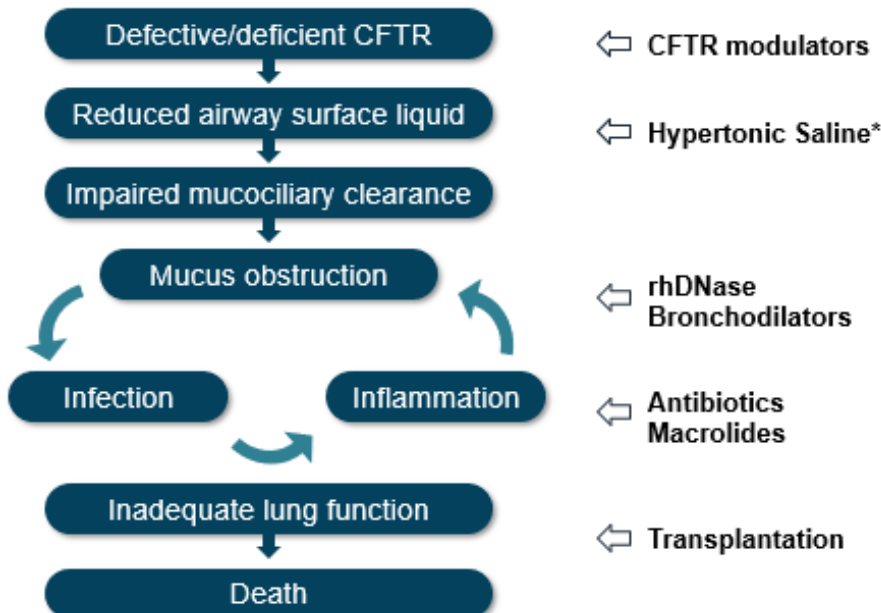 Defective/deficient CFTR
CFTR modulators
Reduced airway surface liquid
Hypertonic Saline*
Impaired mucociliary clearance
Mucus obstruction
rhDNase
Bronchodilators
Infection
Inflammation
Antibiotics
Macrolides
Inadequate lung function
Transplantation
Death